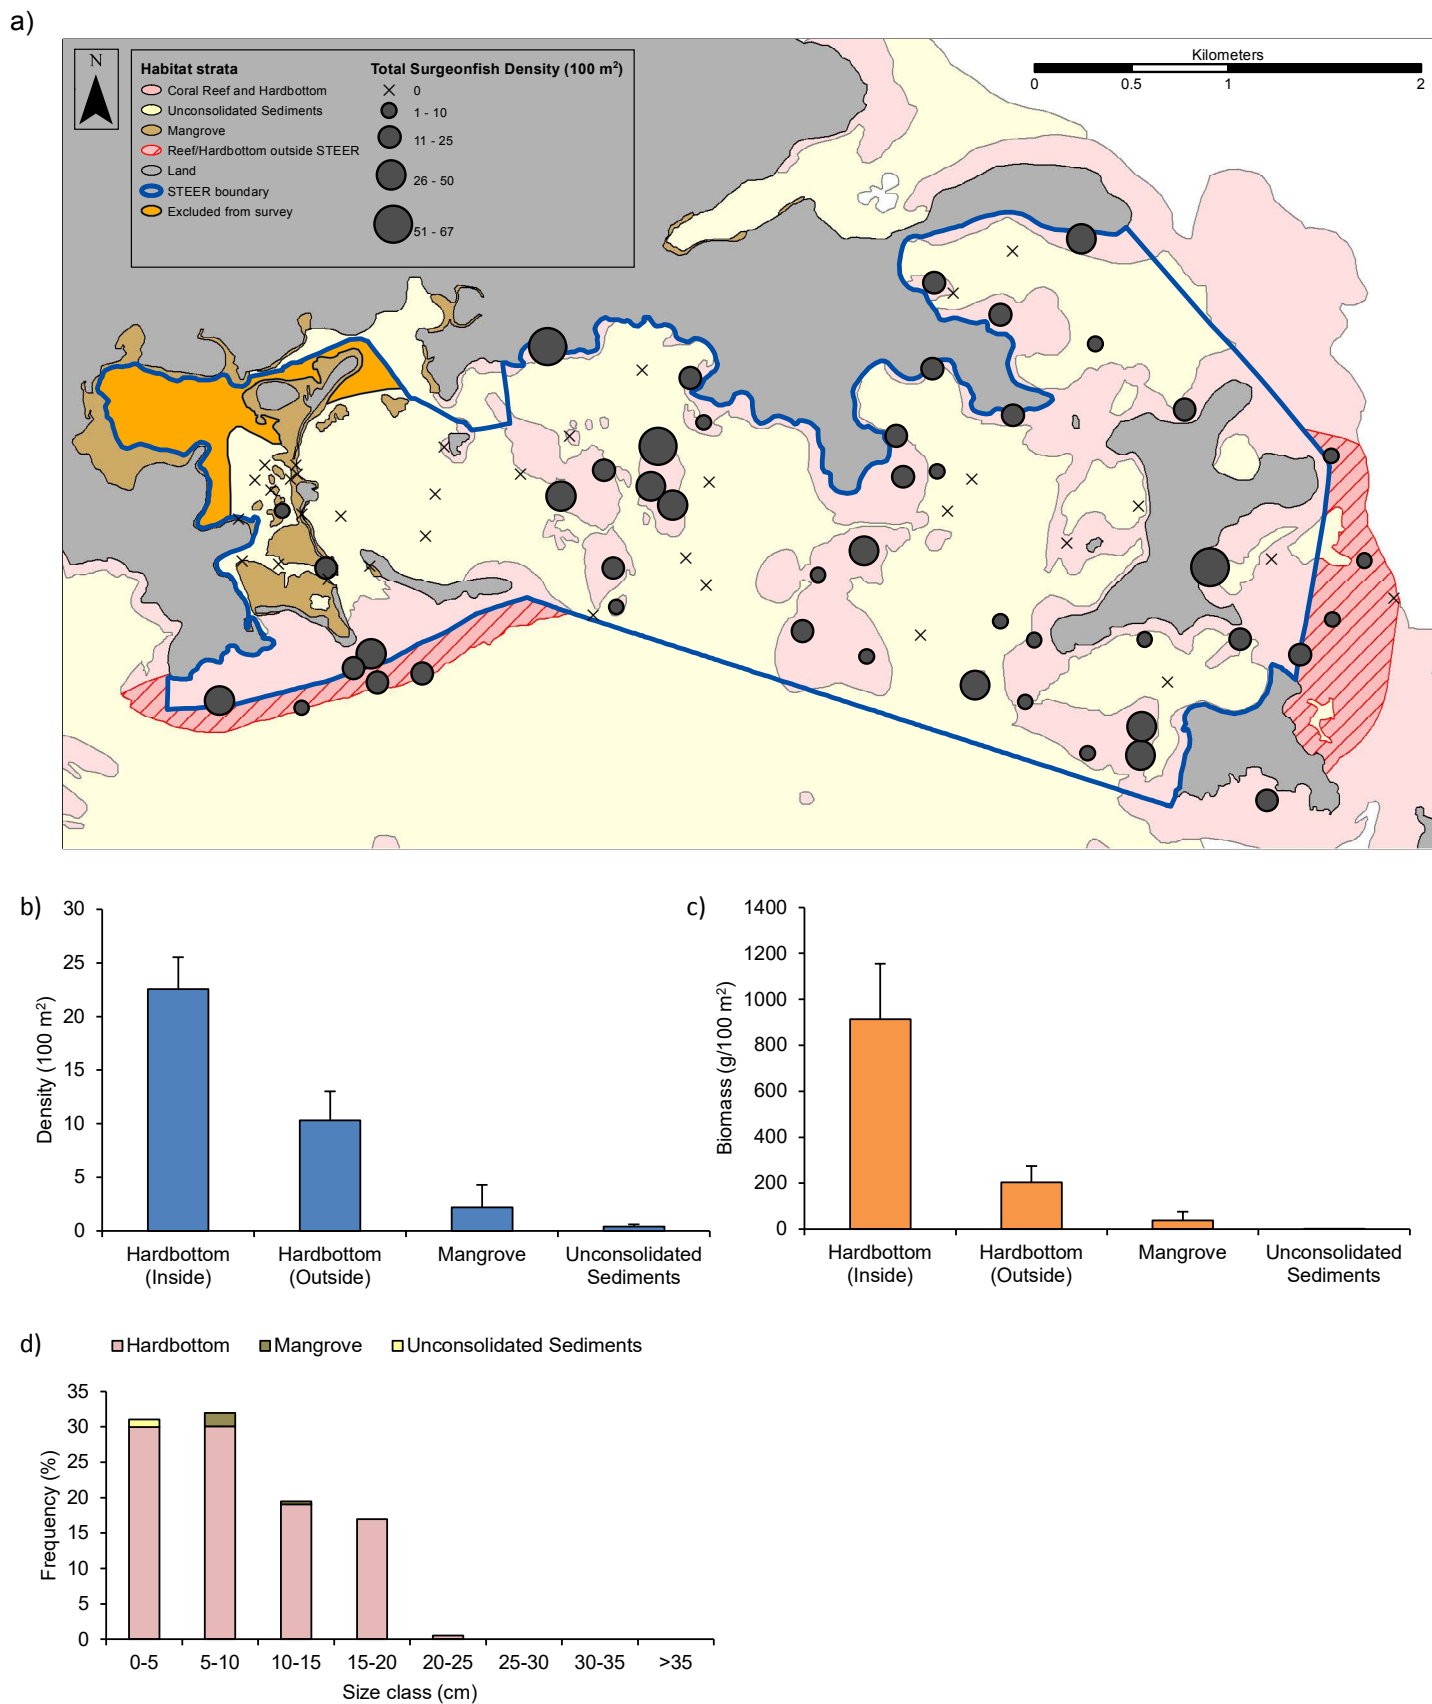 a)
N
Habitat strata
Coral Reef and Hardbottom
Unconsolidated Sediments
Mangrove
Reef/Hardbottom outside STEER
Land
STEER boundary
Excluded from survey
Total Surgeonfish Density (100 m²)
0
1 - 10
11 - 25
26 - 50
51 - 67
Kilometers
0 0.5 1 2
b)
30
25
20
15
10
5
0
Density (100 m²)
Hardbottom (Inside)
Hardbottom (Outside)
Mangrove
Unconsolidated Sediments
c)
1400
1200
1000
800
600
400
200
0
Biomass (g/100 m²)
Hardbottom (Inside)
Hardbottom (Outside)
Mangrove
Unconsolidated Sediments
d)
Hardbottom Mangrove Unconsolidated Sediments
35
30
25
20
15
10
5
0
Frequency (%)
0-5 5-10 10-15 15-20 20-25 25-30 30-35 >35
Size class (cm)